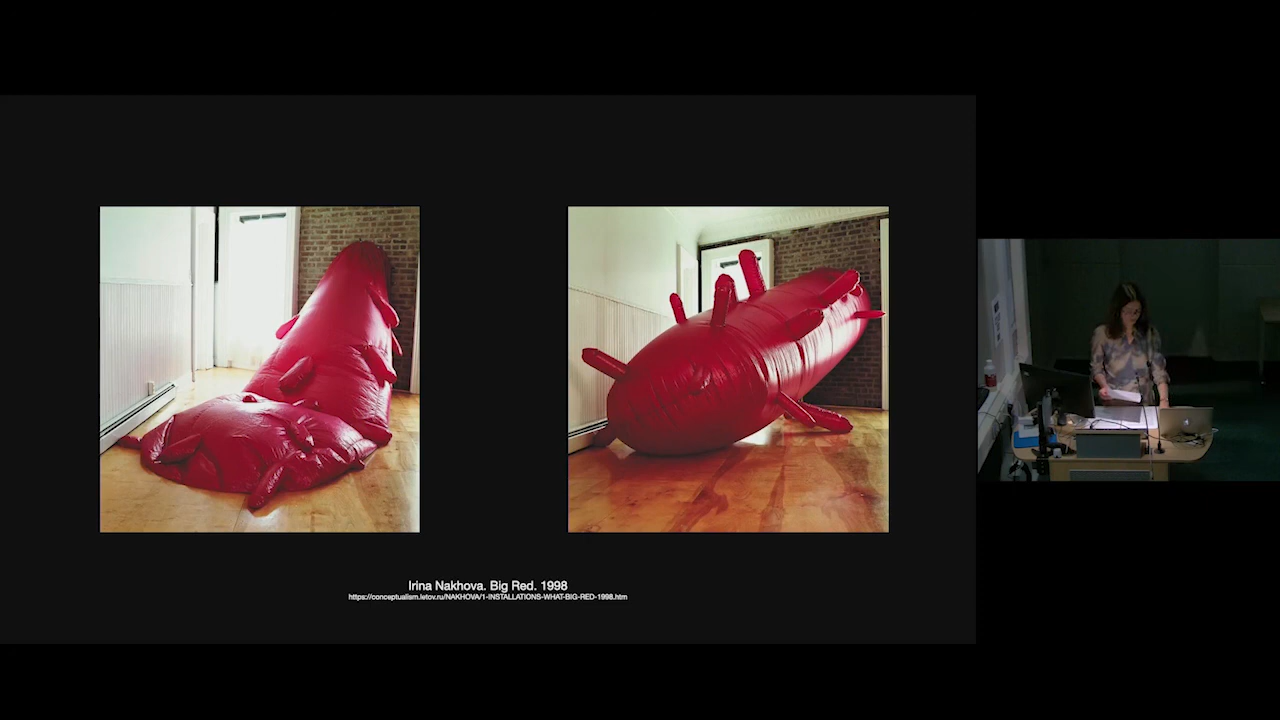 Irina Nakhova. Big Red. 1998
https://conceptualism.letov.ru/NAKHOVA/1-INSTALLATIONS-WHAT-BIG-RED-1998.htm